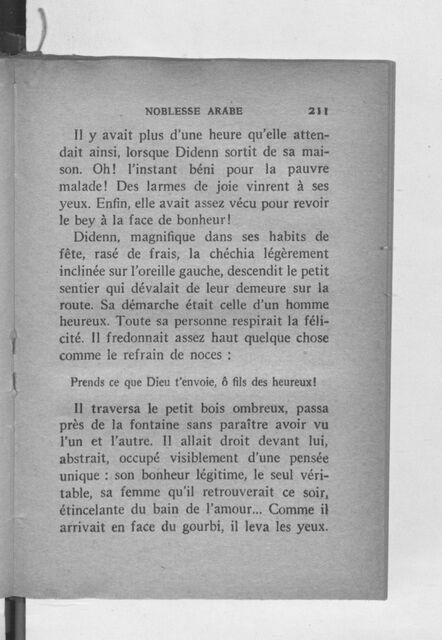 NOBLESSE ARABE 211
Il y avait plus d'une heure qu'elle atten-
dait ainsi, lorsque Didenn sortit de sa mai-
son. Oh! l'instant béni pour la pauvre
malade! Des larmes de joie vinrent à ses
yeux. Enfin, elle avait assez vécu pour revoir
le bey à la face de bonheur!
Didenn, magnifique dans ses habits de
fête, rasé de frais, la chéchia légèrement
inclinée sur l'oreille gauche, descendit le petit
sentier qui dévalait de leur demeure sur la
route. Sa démarche était celle d'un homme
heureux. Toute sa personne respirait la féli-
cité. Il fredonnait assez haut quelque chose
comme le refrain de noces :
Prends ce que Dieu t'envoie, ô fils des heureux!
Il traversa le petit bois ombreux, passa
près de la fontaine sans paraître avoir vu
l'un et l'autre. Il allait droit devant lui,
abstrait, occupé visiblement d'une pensée
unique : son bonheur légitime, le seul véri-
table, sa femme qu'il retrouverait ce soir,
étincelante du bain de l'amour... Comme il
arrivait en face du gourbi, il leva les yeux.